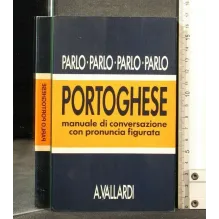 PARLO·PARLO·PARLO·PARLO
PORTOGHESE
manuale di conversazione
con pronuncia figurata
A.VALLARDI